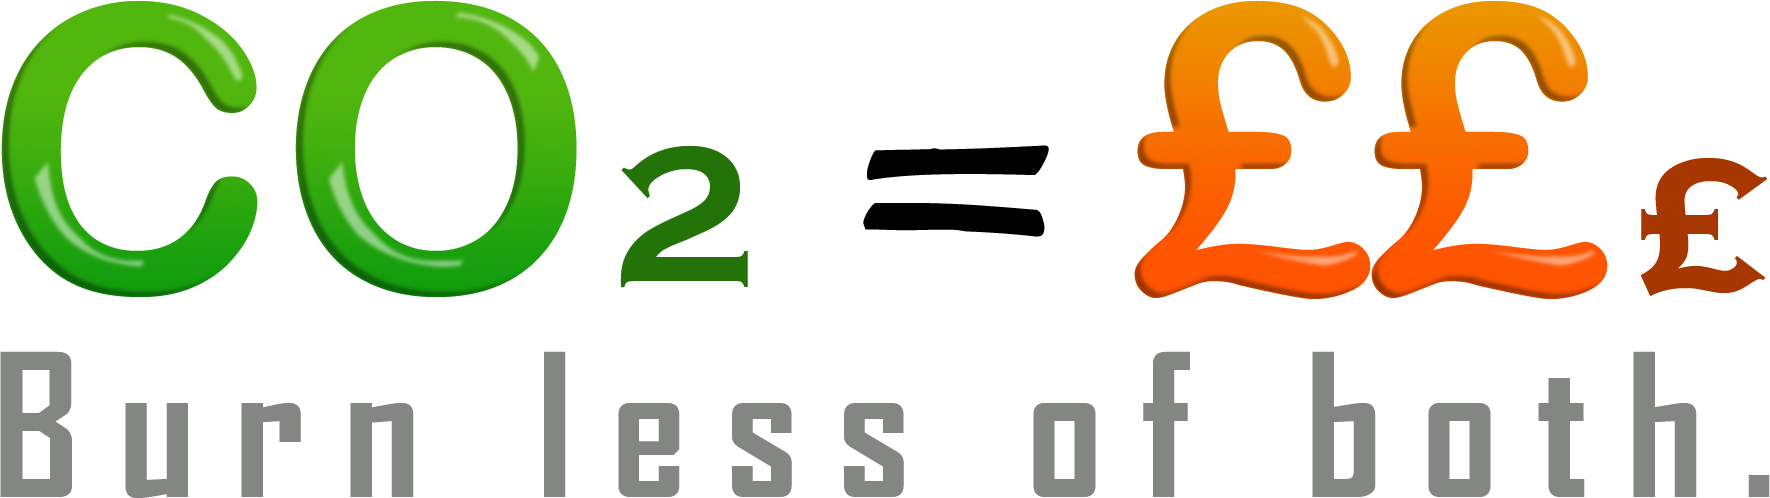 CO₂ = £££
Burn less of both.